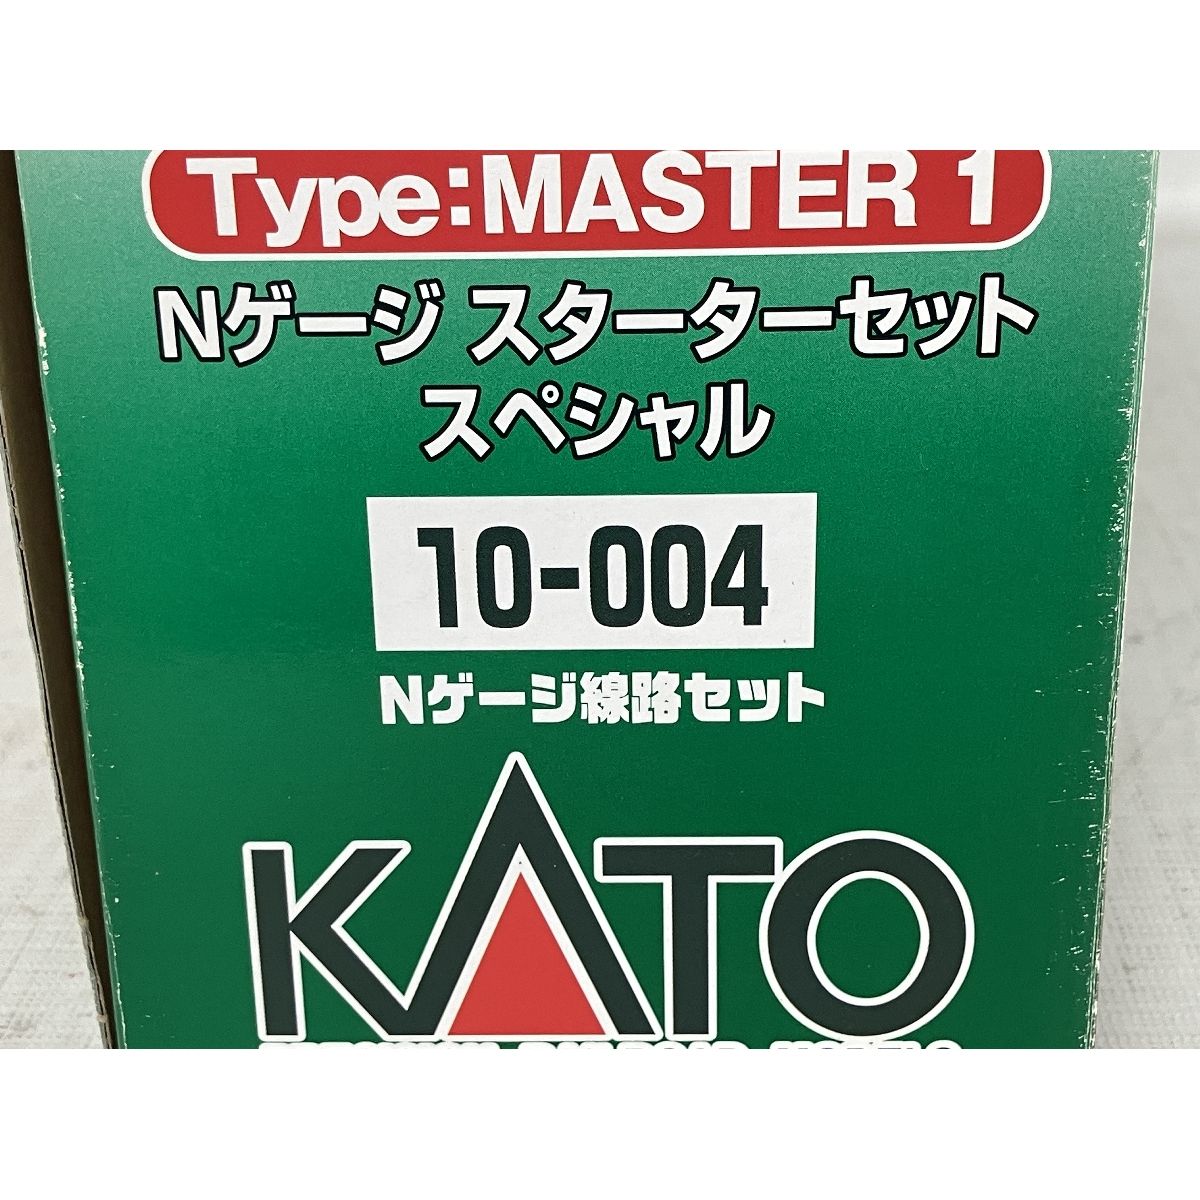 Type:MASTER 1
Nゲージ スターターセット
スペシャル
10-004
Nゲージ線路セット
KATO